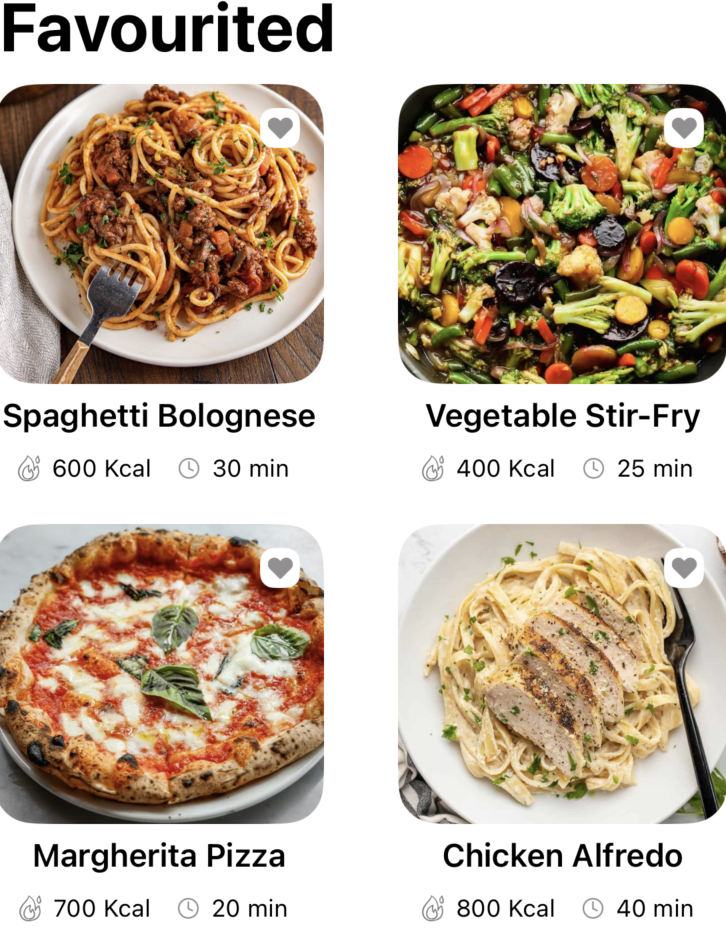 Favourited
Spaghetti Bolognese
Vegetable Stir-Fry
600 Kcal
30 min
400 Kcal
25 min
Margherita Pizza
Chicken Alfredo
700 Kcal
20 min
800 Kcal
40 min